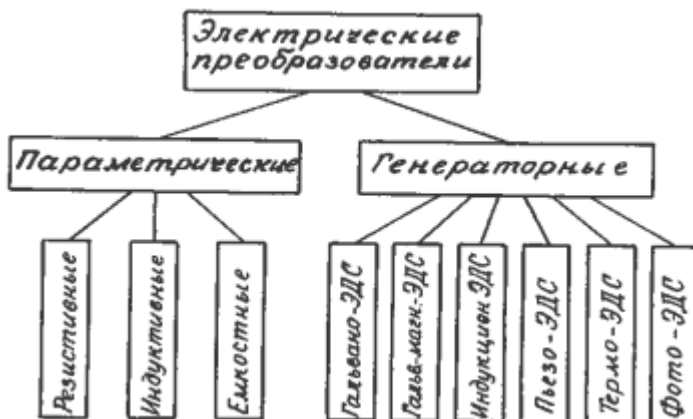 Электрические
преобразователи
Параметрические
Генераторные
Резистивные
Индуктивные
Емкостные
Гальвано-ЭДС
Гальв-магн.-ЭДС
Индукцион ЭДС
Пьезо-ЭДС
Термо-ЭДС
Фото-ЭДС